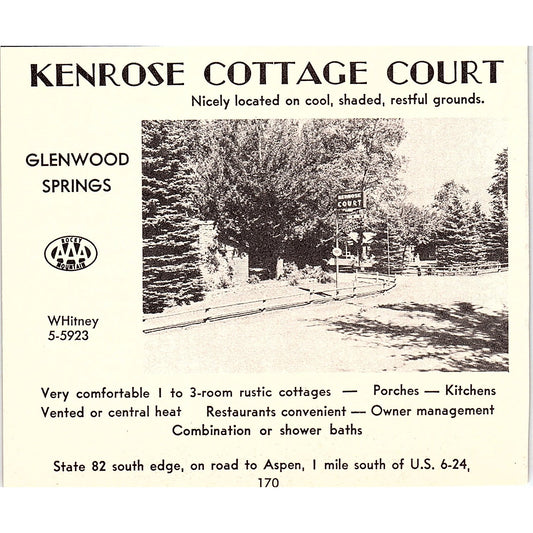 KENROSE COTTAGE COURT
Nicely located on cool, shaded, restful grounds.
GLENWOOD
SPRINGS
ROCKY
AAA
MOUNTAIN
WHitney
5-5923
KENROSE
COURT
Very comfortable 1 to 3-room rustic cottages — Porches — Kitchens
Vented or central heat Restaurants convenient — Owner management
Combination or shower baths
State 82 south edge, on road to Aspen, 1 mile south of U.S. 6-24,
170